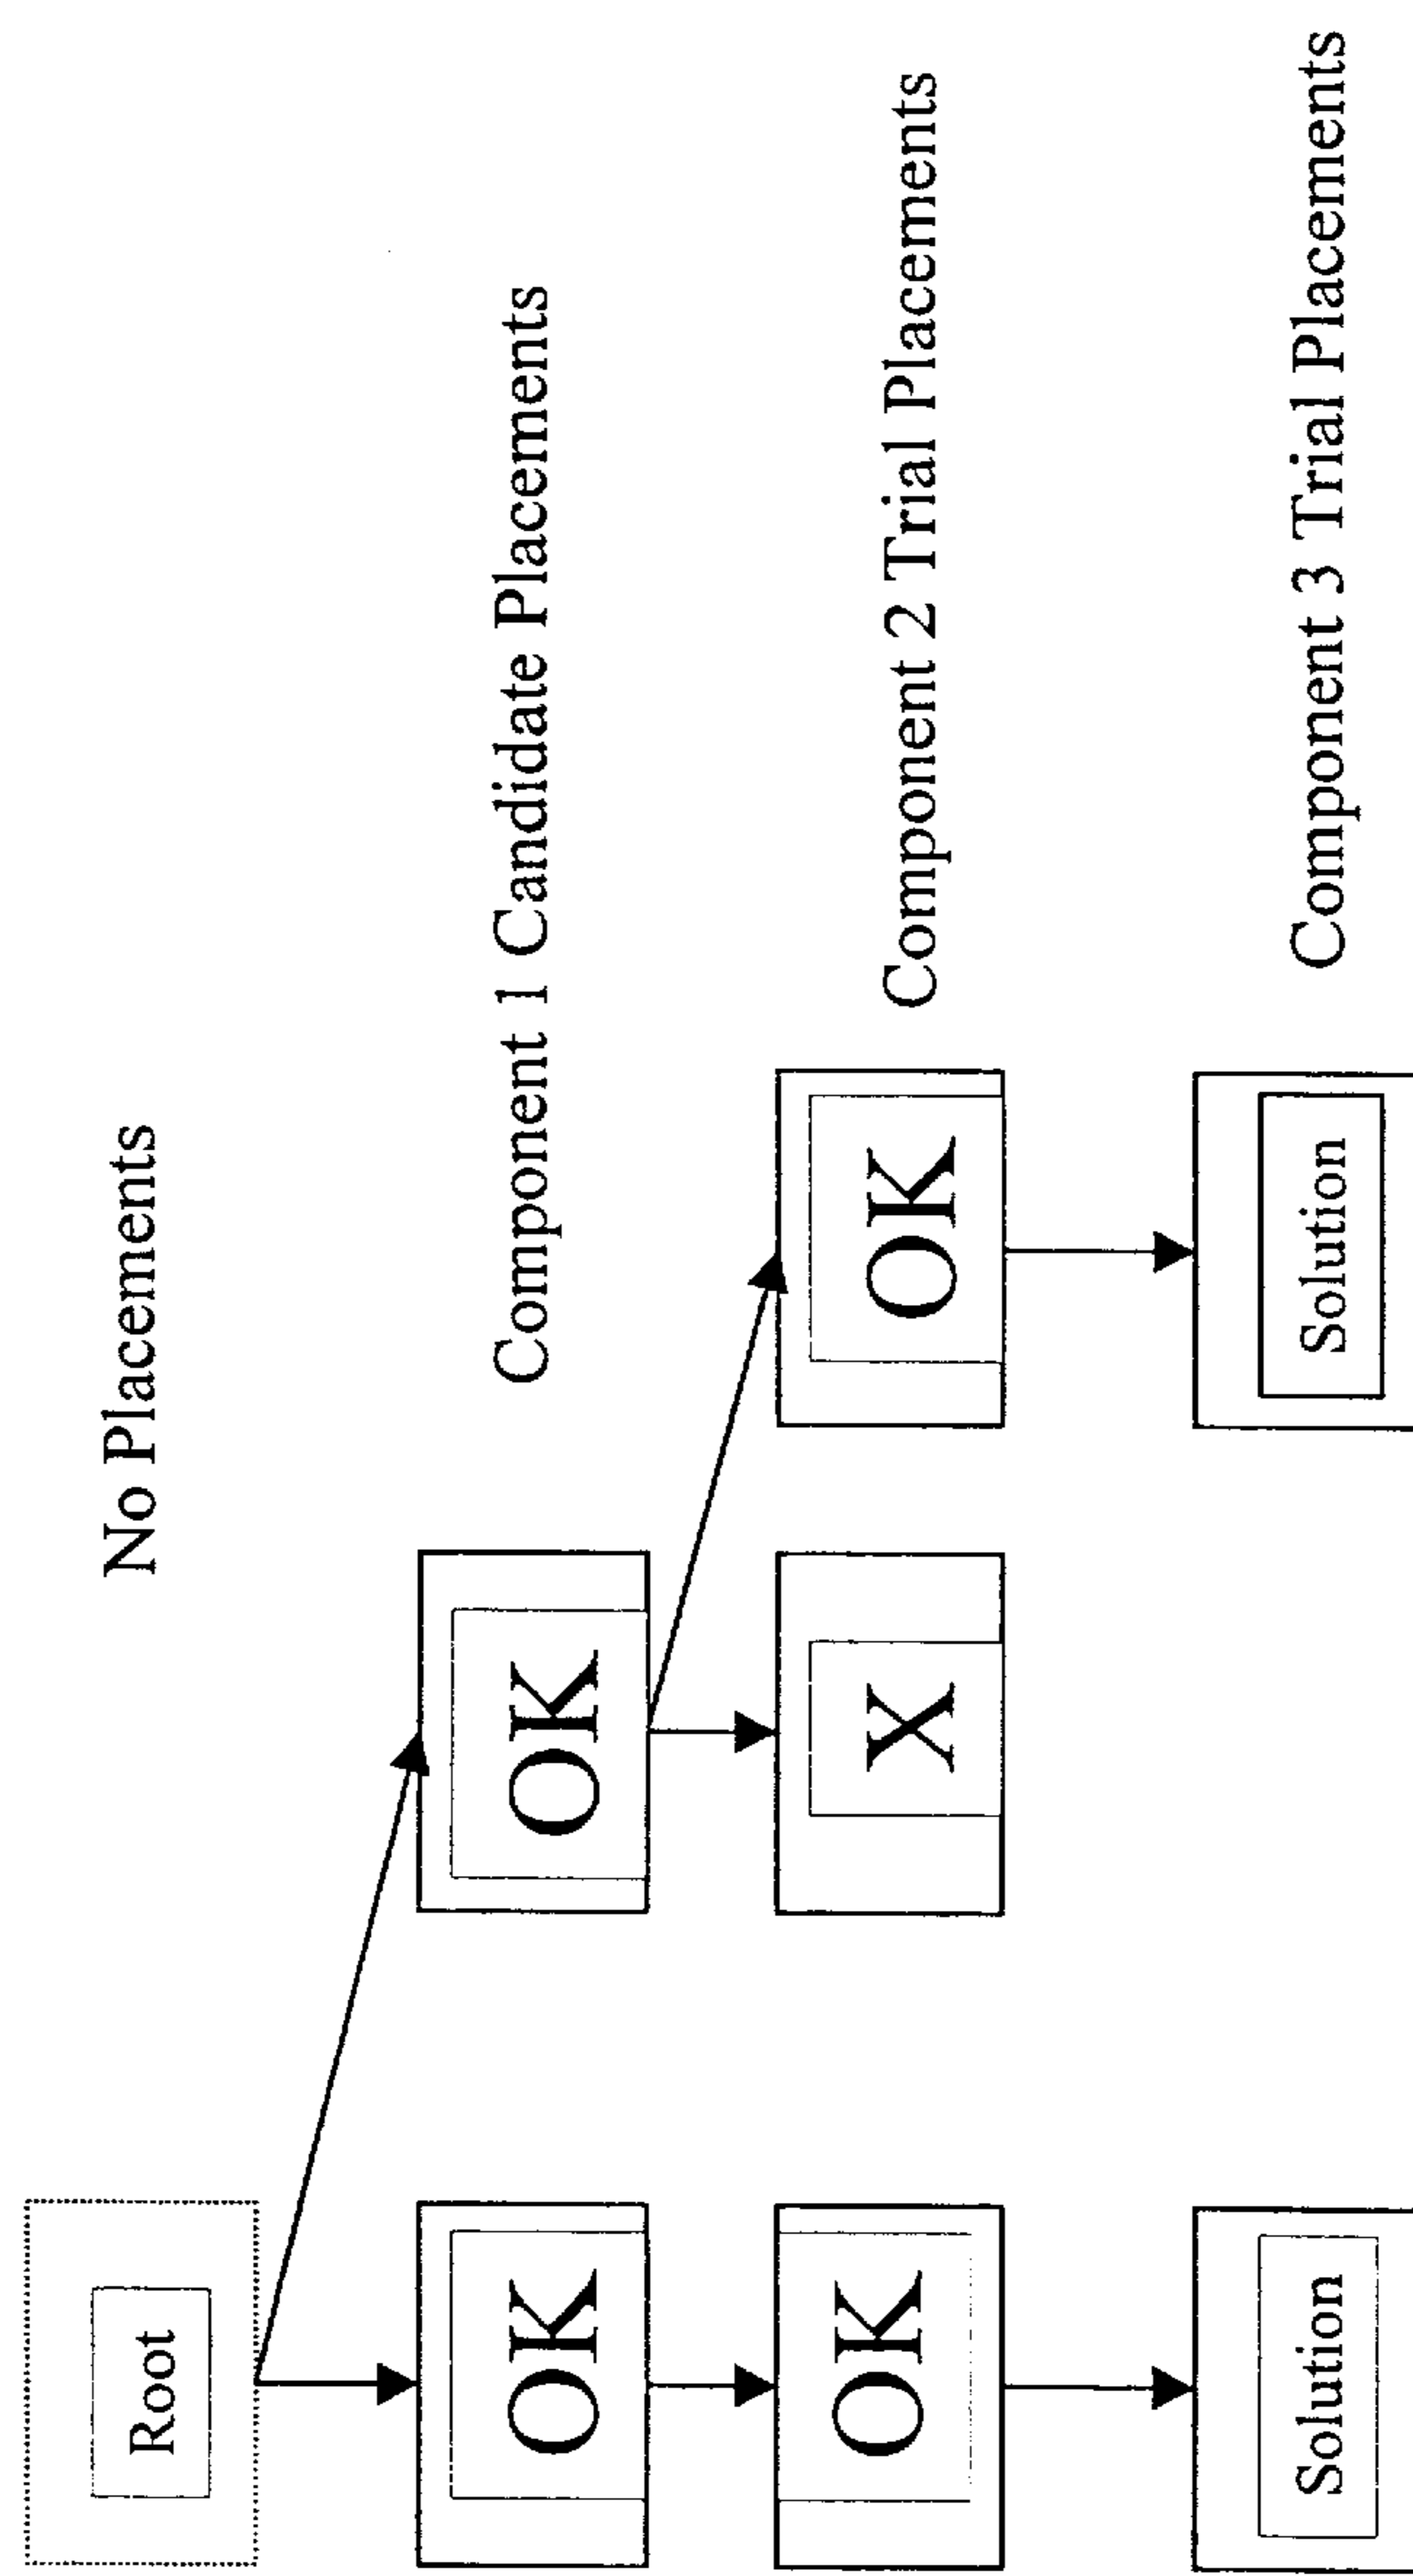 Root
No Placements
OK
OK
Component 1 Candidate Placements
OK
X
OK
Component 2 Trial Placements
Solution
Solution
Component 3 Trial Placements